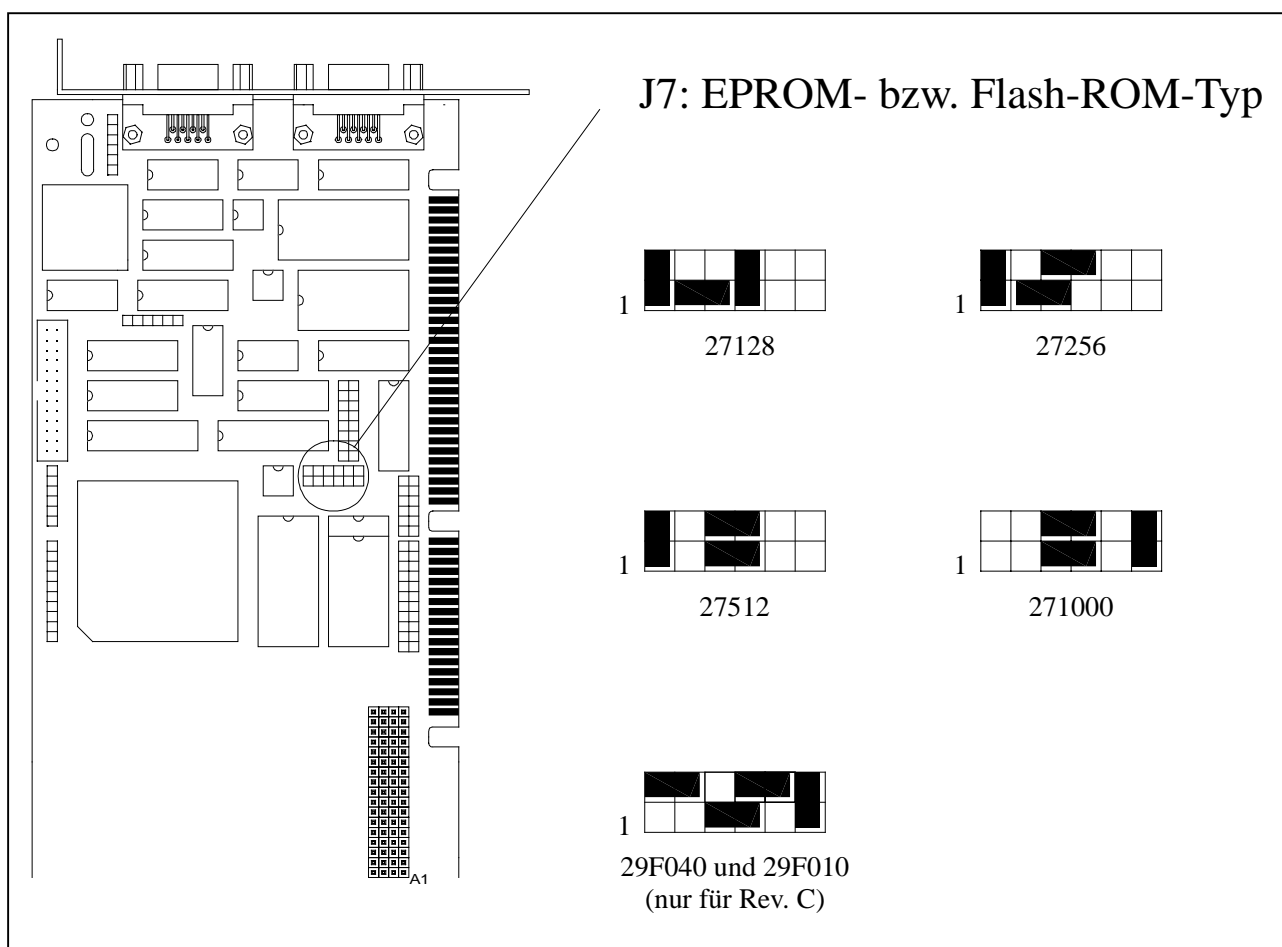 J7: EPROM- bzw. Flash-ROM-Typ
1
27128
1
27256
1
27512
1
271000
1
29F040 und 29F010
(nur für Rev. C)
A1